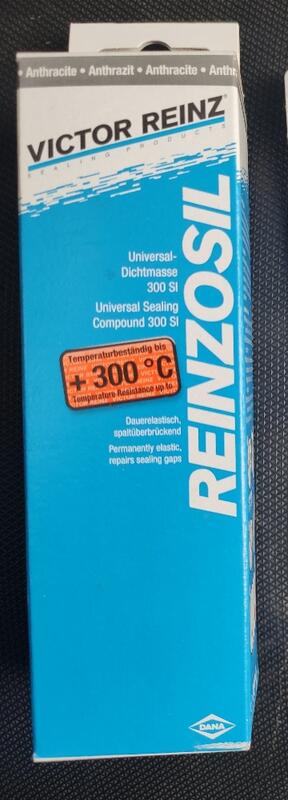 • Anthracite • Anthrazit • Anthracite • Anthr
VICTOR REINZ®
SEALING PRODUCTS
Universal-
Dichtmasse
300 SI
Universal Sealing
Compound 300 SI
Temperaturbeständig bis
+ 300 °C
Temperature Resistance up to
Dauerelastisch,
spaltüberbrückend
Permanently elastic,
repairs sealing gaps
REINZOSIL
DANA